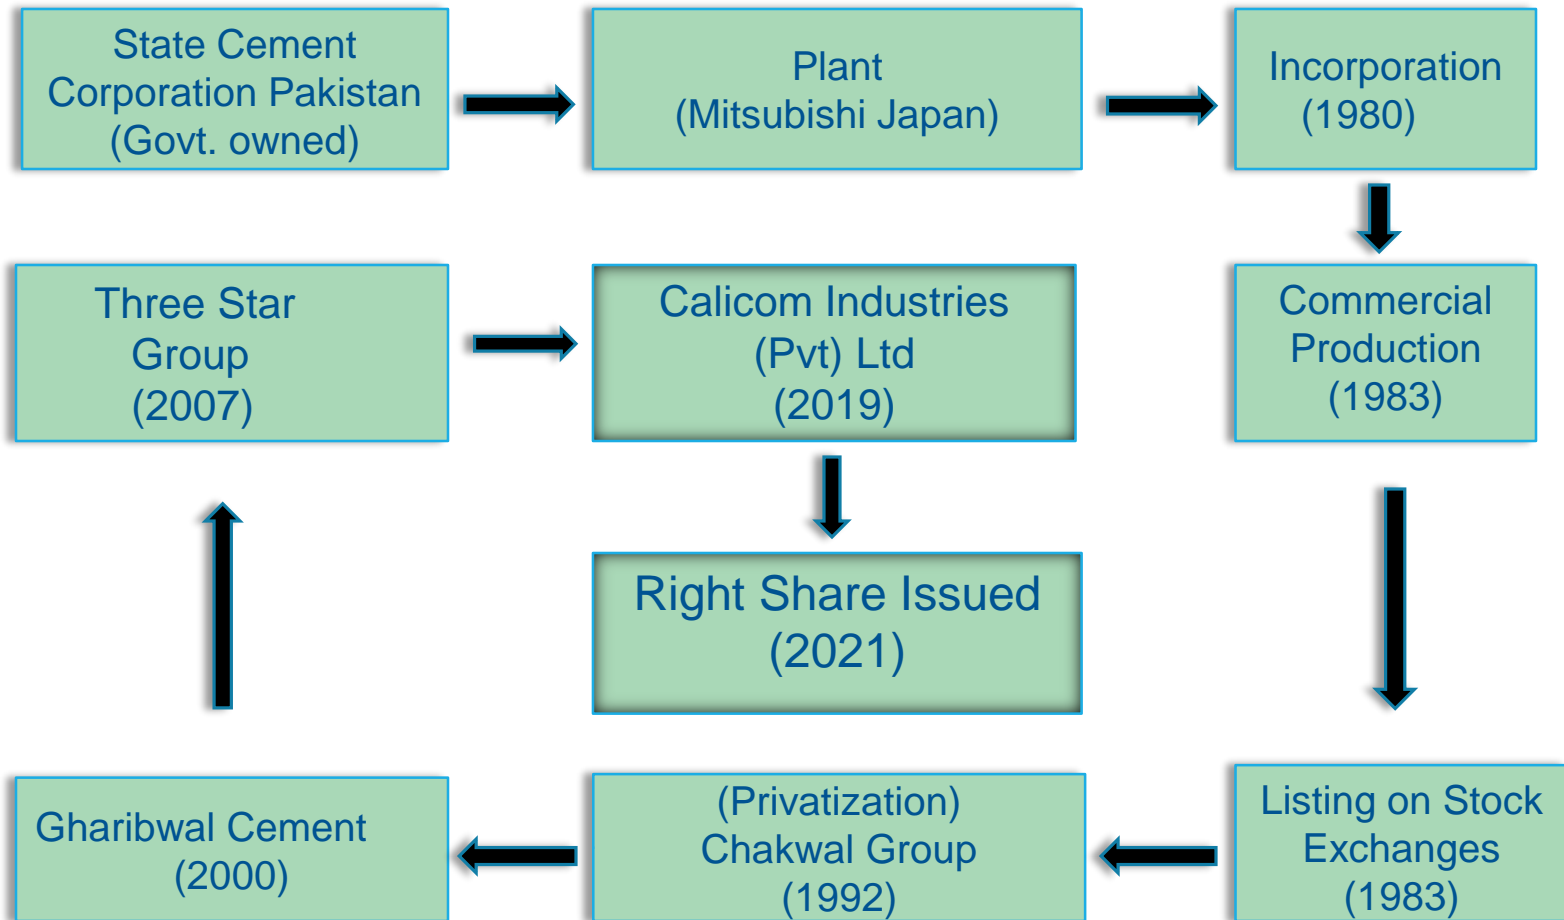 State Cement
Corporation Pakistan
(Govt. owned)
Plant
(Mitsubishi Japan)
Incorporation
(1980)
Commercial
Production
(1983)
Listing on Stock
Exchanges
(1983)
(Privatization)
Chakwal Group
(1992)
Gharibwal Cement
(2000)
Three Star
Group
(2007)
Calicom Industries
(Pvt) Ltd
(2019)
Right Share Issued
(2021)